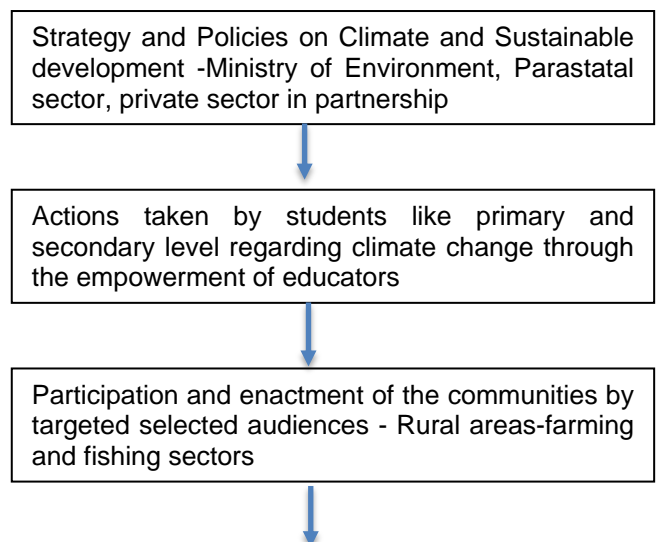 Strategy and Policies on Climate and Sustainable
development -Ministry of Environment, Parastatal
sector, private sector in partnership
Actions taken by students like primary and
secondary level regarding climate change through
the empowerment of educators
Participation and enactment of the communities by
targeted selected audiences - Rural areas-farming
and fishing sectors